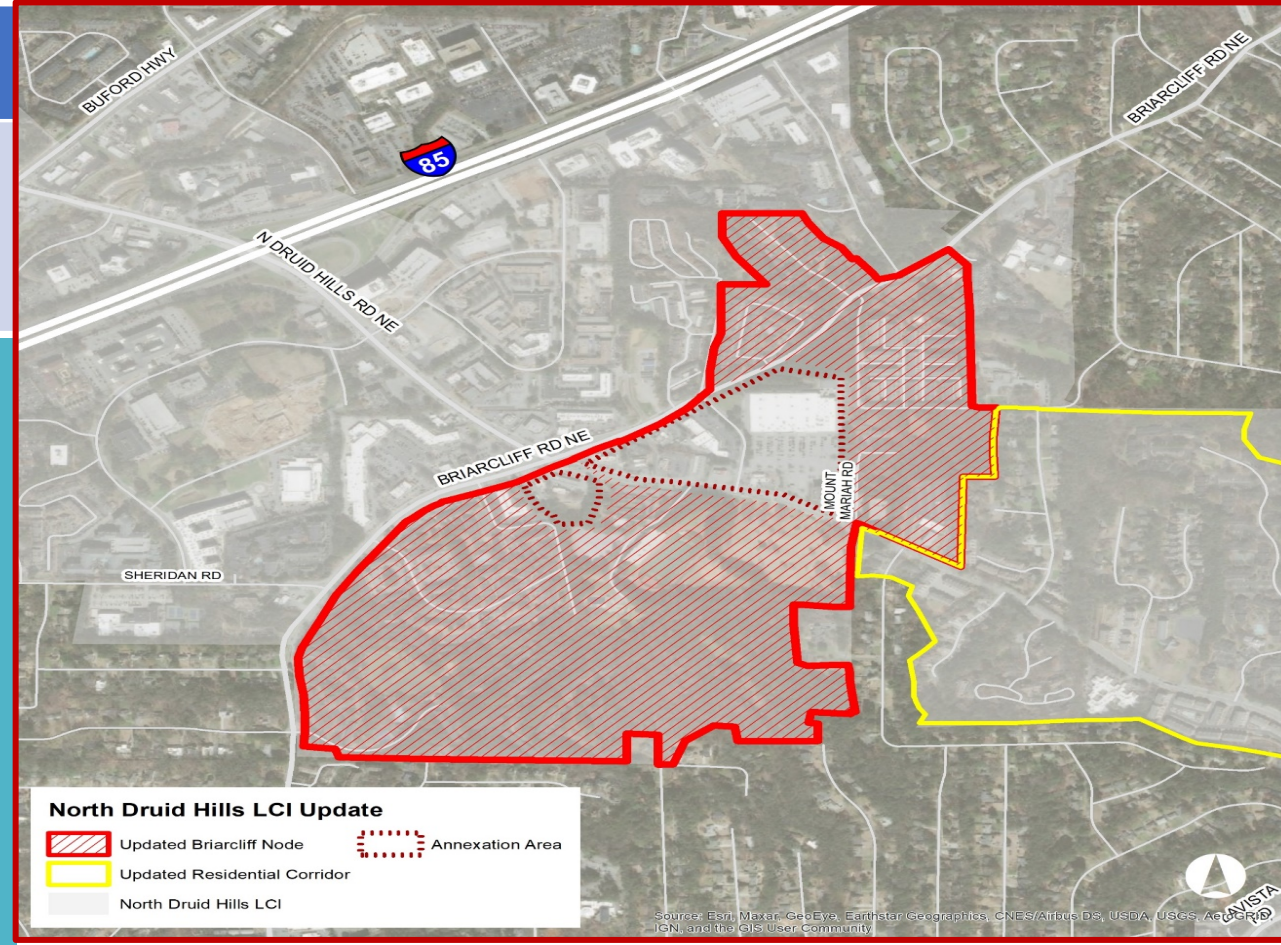 BUFORD HWY
BRIARCLIFF RD NE
85
N DRUID HILLS RD NE
BRIARCLIFF RD NE
MOUNT
MARIAH RD
SHERIDAN RD
North Druid Hills LCI Update
Updated Briarcliff Node
Annexation Area
Updated Residential Corridor
North Druid Hills LCI
Source: Esri, Maxar, GeoEye, Earthstar Geographics, CNES/Airbus DS, USDA, USGS,
IGN, and the GIS User Community